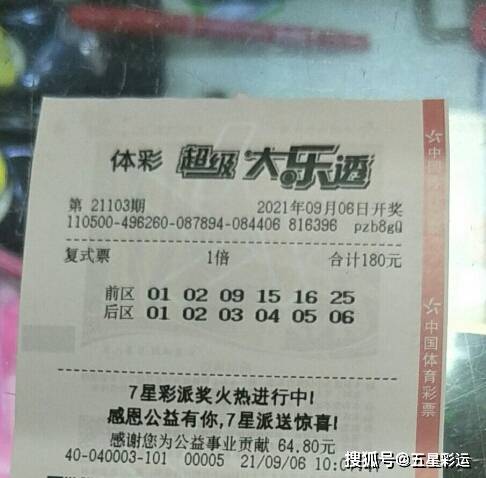 体彩 超级大乐透
第 21103期 2021年09月06日开奖
110500-496260-087894-084406 816396 pzb8gQ
复式票 1倍 合计180元
前区 01 02 09 15 16 25
后区 01 02 03 04 05 06
7星彩派奖火热进行中!
感恩公益有你,7星派送惊喜!
感谢您为公益事业贡献 64.80元
40-040003-101 00005 21/09/06
中国体育彩票
搜狐号@五星彩运